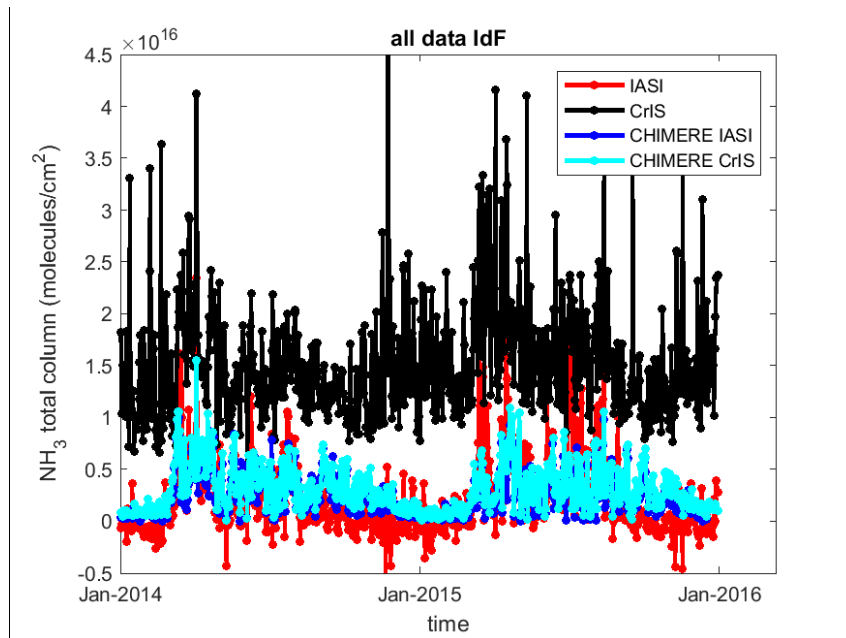 ×10^16
all data IdF
4.5
4
3.5
3
2.5
2
1.5
1
0.5
0
-0.5
NH3 total column (molecules/cm²)
IASI
CrIS
CHIMERE IASI
CHIMERE CrIS
Jan-2014
Jan-2015
Jan-2016
time